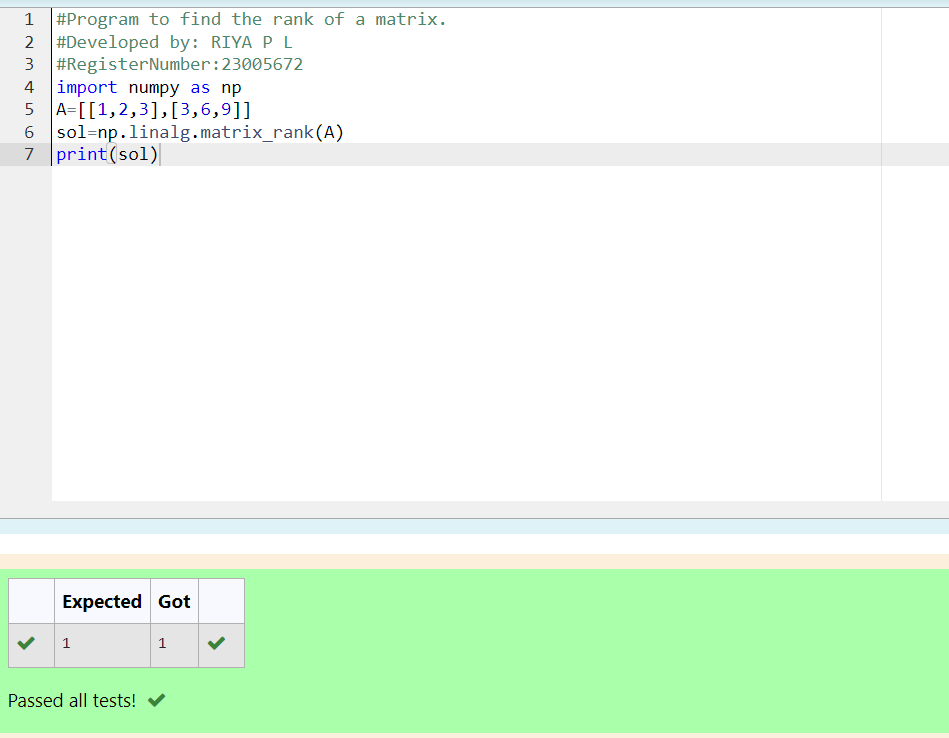 1 #Program to find the rank of a matrix.
2 #Developed by: RIYA P L
3 #RegisterNumber:23005672
4 import numpy as np
5 A=[[1,2,3],[3,6,9]]
6 sol=np.linalg.matrix_rank(A)
7 print(sol)
Expected Got
1 1
Passed all tests!